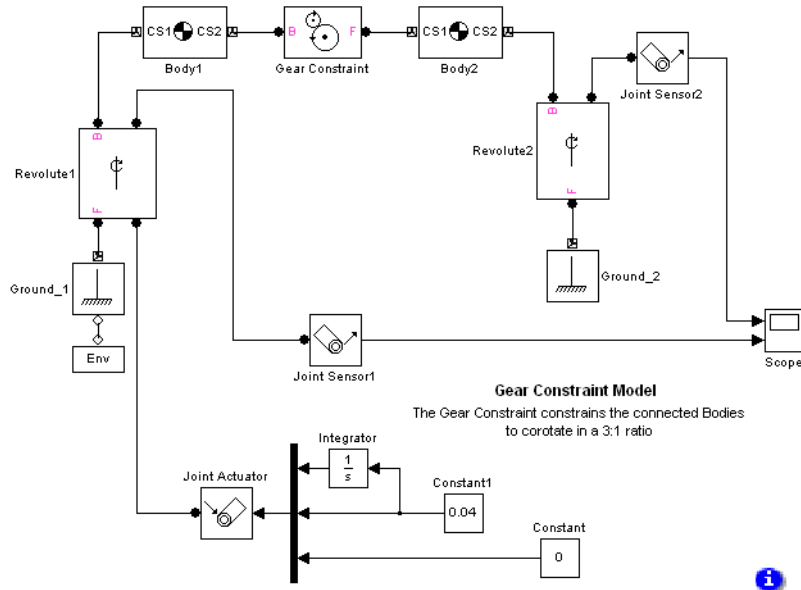 CS1 CS2
B F
CS1 CS2
Body1
Gear Constraint
Body2
Joint Sensor2
B
B
Revolute1
Revolute2
F
F
Ground_1
Ground_2
Env
Joint Sensor1
Scope
Gear Constraint Model
The Gear Constraint constrains the connected Bodies
to corotate in a 3:1 ratio
Integrator
1
s
Joint Actuator
Constant1
0.04
Constant
0
i